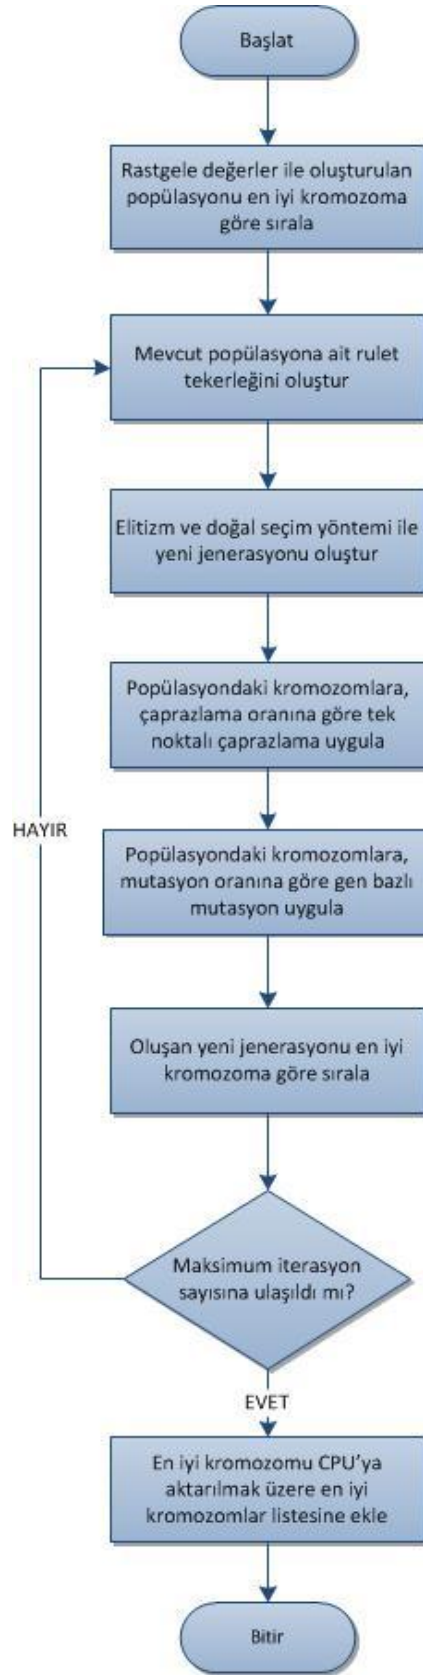 Başlat
Rastgele değerler ile oluşturulan
popülasyonu en iyi kromozoma
göre sırala
Mevcut popülasyona ait rulet
tekerleğini oluştur
Elitizm ve doğal seçim yöntemi ile
yeni jenerasyonu oluştur
Popülasyondaki kromozomlara,
çaprazlama oranına göre tek
noktalı çaprazlama uygula
HAYIR
Popülasyondaki kromozomlara,
mutasyon oranına göre gen bazlı
mutasyon uygula
Oluşan yeni jenerasyonu en iyi
kromozoma göre sırala
Maksimum iterasyon
sayısına ulaşıldı mı?
EVET
En iyi kromozomu CPU'ya
aktarılmak üzere en iyi
kromozomlar listesine ekle
Bitir